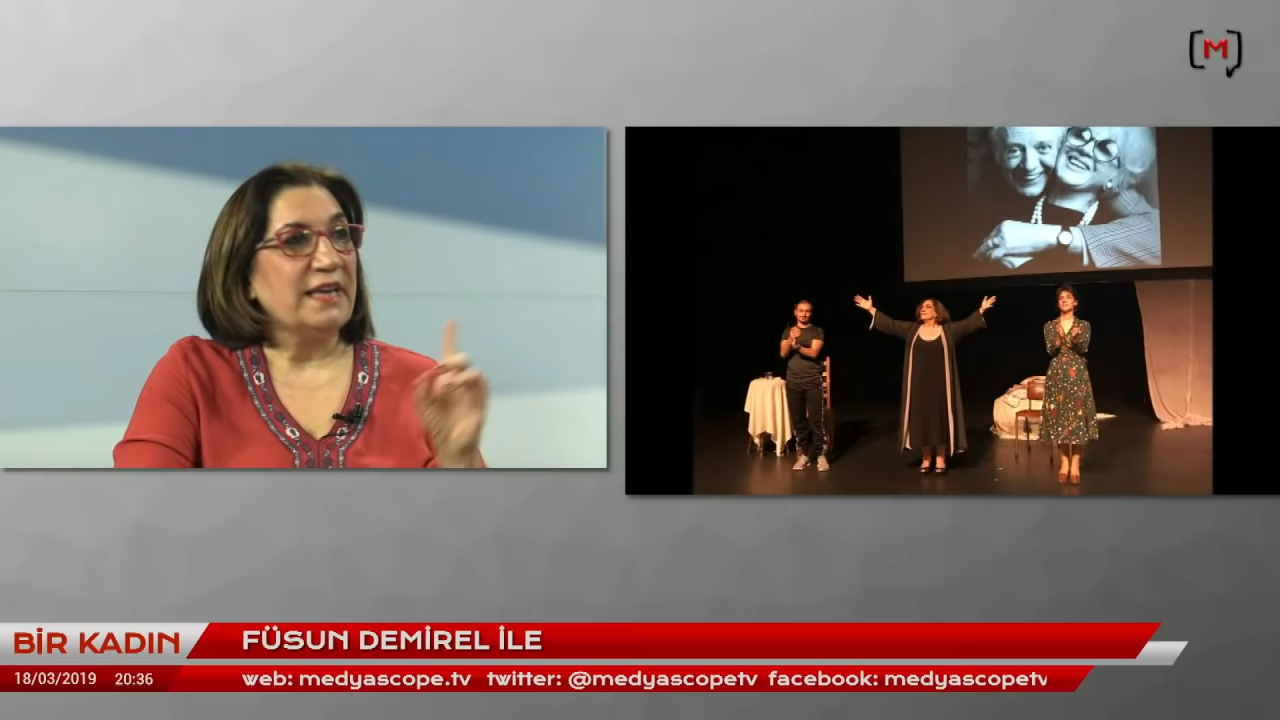 M
BİR KADIN
FÜSUN DEMİREL İLE
18/03/2019 20:36
web: medyascope.tv twitter: @medyascopetv facebook: medyascopetv